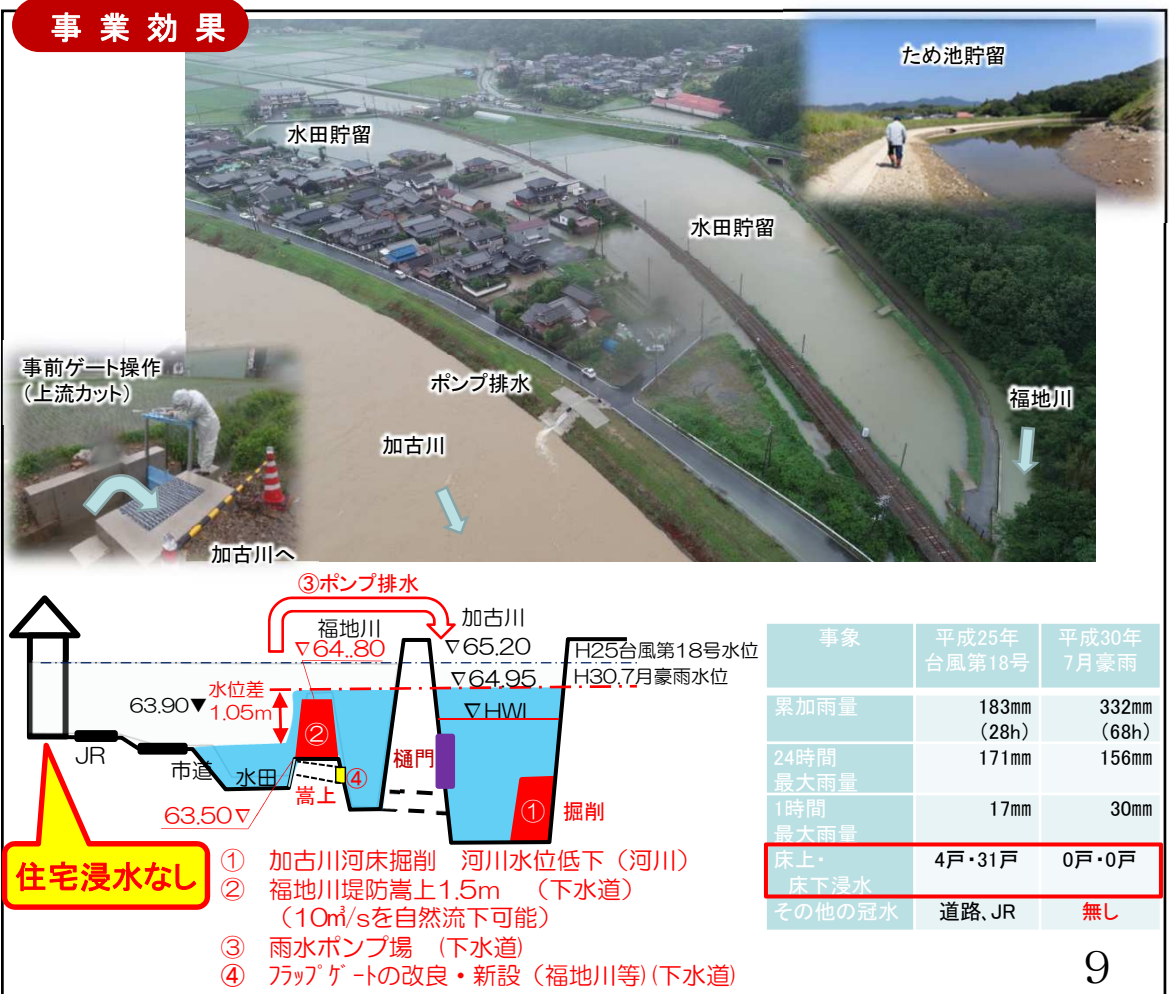 事業効果
ため池貯留
水田貯留
水田貯留
事前ゲート操作
(上流カット)
ポンプ排水
福地川
加古川
加古川へ
③ポンプ排水
福地川
加古川
▽64.80
▽65.20
H25台風第18号水位
▽64.95
H30.7月豪雨水位
水位差
1.05m
63.90▼
▽HWl
②
JR
市道
水田
樋門
④
嵩上
①
掘削
63.50▽
住宅浸水なし
① 加古川河床掘削 河川水位低下（河川）
② 福地川堤防嵩上1.5m （下水道）
（10㎥/sを自然流下可能）
③ 雨水ポンプ場 (下水道)
④ フラップゲートの改良・新設（福地川等）(下水道)
事象 平成25年 平成30年
台風第18号 7月豪雨
累加雨量 183mm 332mm
(28h) (68h)
24時間 171mm 156mm
最大雨量
1時間 17mm 30mm
最大雨量
床上・ 4戸・31戸 0戸・0戸
床下浸水
その他の冠水 道路、JR 無し
9